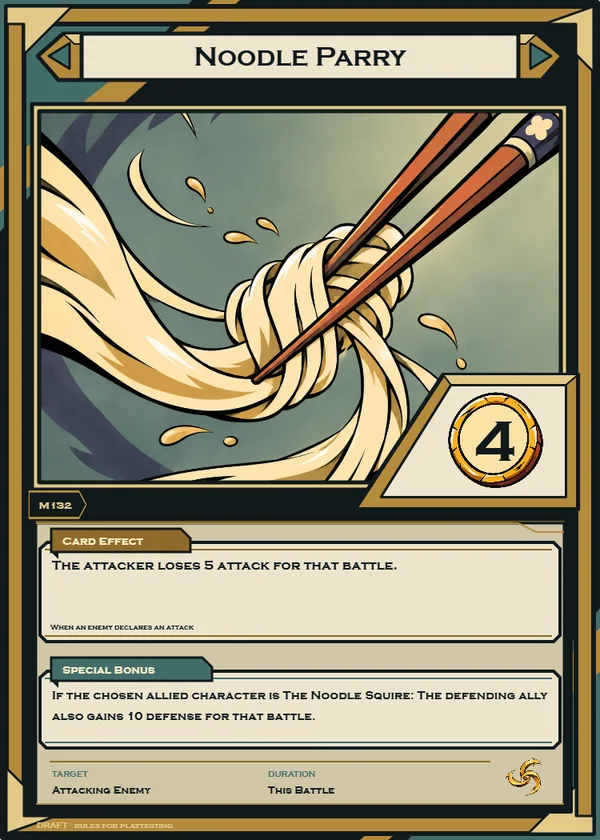 Noodle Parry
4
M132
Card Effect
The attacker loses 5 attack for that battle.
When an enemy declares an attack
Special Bonus
If the chosen allied character is The Noodle Squire: The defending ally
also gains 10 defense for that battle.
Target
Duration
Attacking Enemy
This Battle
DRAFT · Rules for playtesting